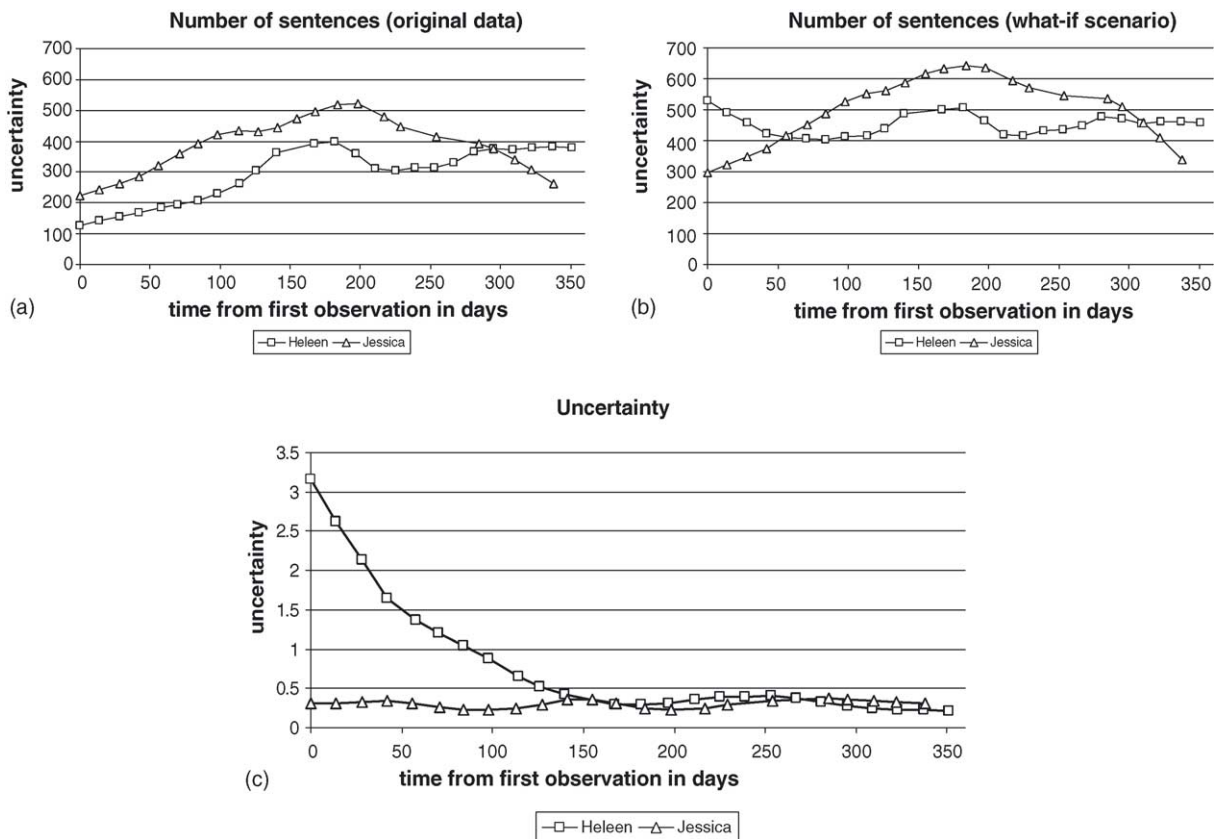 Number of sentences (original data)
700
600
500
400
300
200
100
0
uncertainty
0 50 100 150 200 250 300 350
time from first observation in days
(a)
Heleen Jessica
Number of sentences (what-if scenario)
700
600
500
400
300
200
100
0
uncertainty
0 50 100 150 200 250 300 350
time from first observation in days
(b)
Heleen Jessica
Uncertainty
3.5
3
2.5
2
1.5
1
0.5
0
uncertainty
0 50 100 150 200 250 300 350
time from first observation in days
(c)
Heleen Jessica